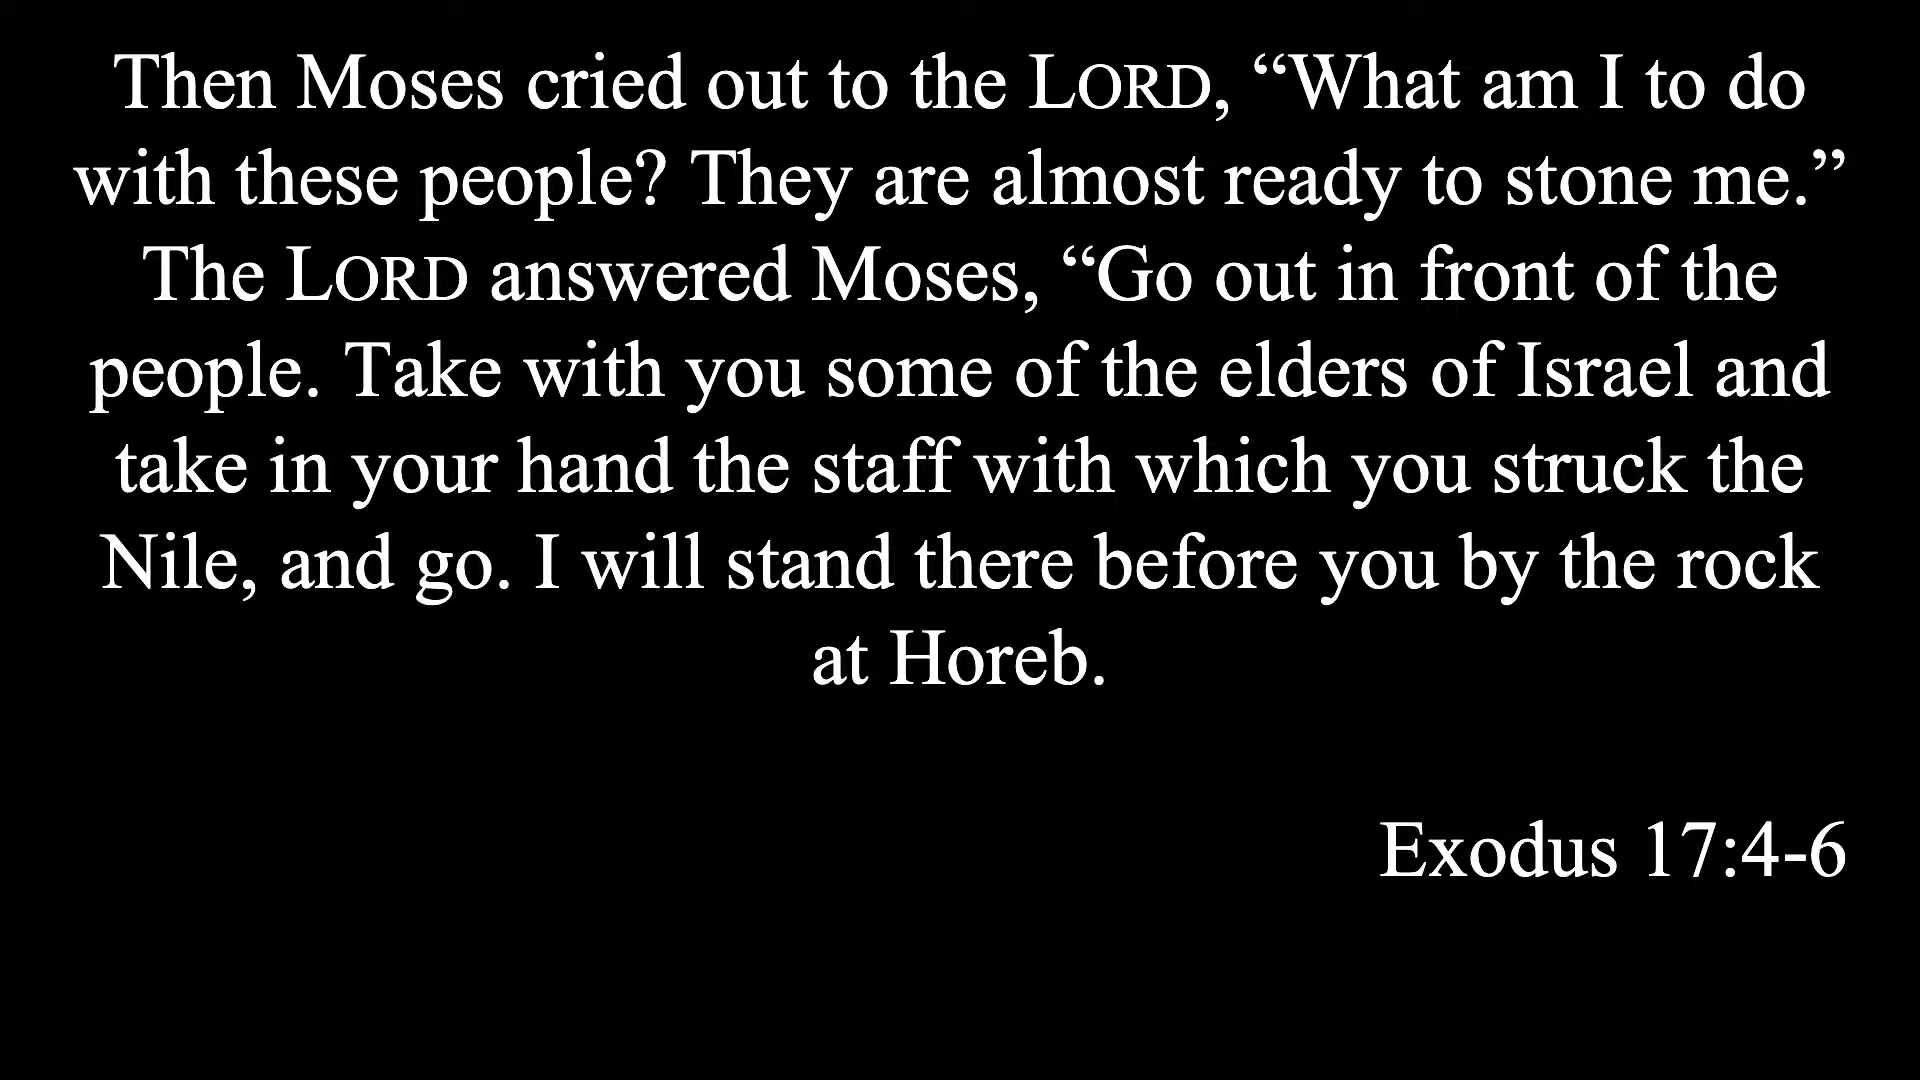 Then Moses cried out to the LORD, “What am I to do
with these people? They are almost ready to stone me.”
The LORD answered Moses, “Go out in front of the
people. Take with you some of the elders of Israel and
take in your hand the staff with which you struck the
Nile, and go. I will stand there before you by the rock
at Horeb.
Exodus 17:4-6